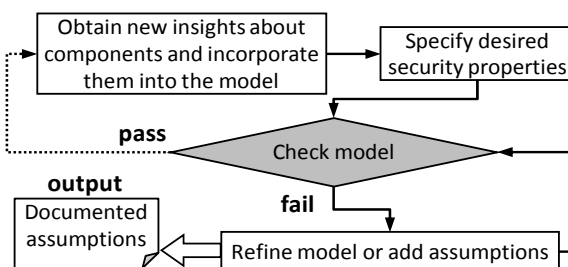 Obtain new insights about
components and incorporate
them into the model
Specify desired
security properties
pass
Check model
output
fail
Documented
assumptions
Refine model or add assumptions